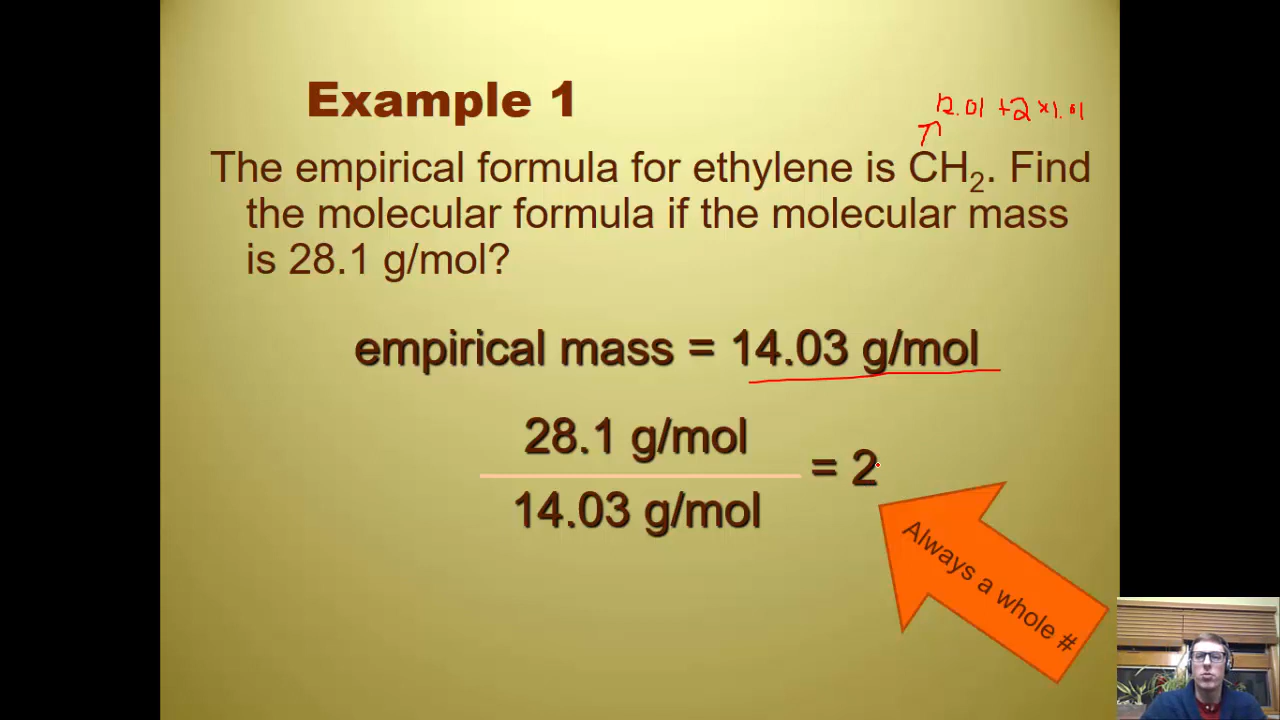 Example 1
12.01 +2 ×1.01
The empirical formula for ethylene is CH₂. Find
the molecular formula if the molecular mass
is 28.1 g/mol?
empirical mass = 14.03 g/mol
28.1 g/mol
= 2
14.03 g/mol
Always a whole #